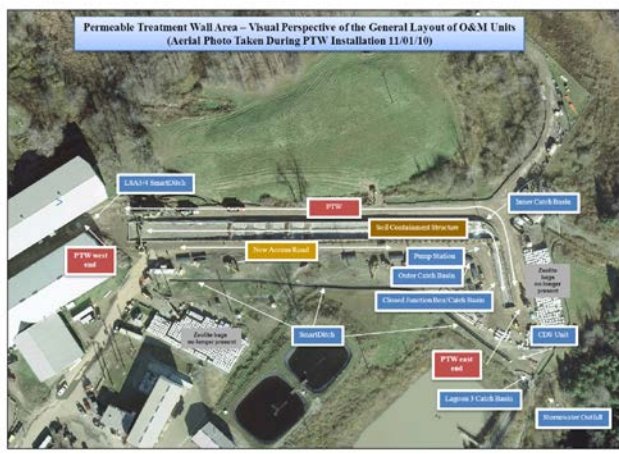 Permeable Treatment Wall Area – Visual Perspective of the General Layout of O&M Units
(Aerial Photo Taken During PTW Installation 11/01/10)
SmartDitch
PTW
Inner Catch Basin
Soil Containment Structure
PTW west
end
New Access Road
Pump Station
Outer Catch Basin
Zeolite
bags
no longer
present
Closed Junction Box/Catch Basin
Zeolite bags
no longer present
SmartDitch
CDS Unit
PTW east
end
Lagoon 3 Catch Basin
Stormwater Outfall